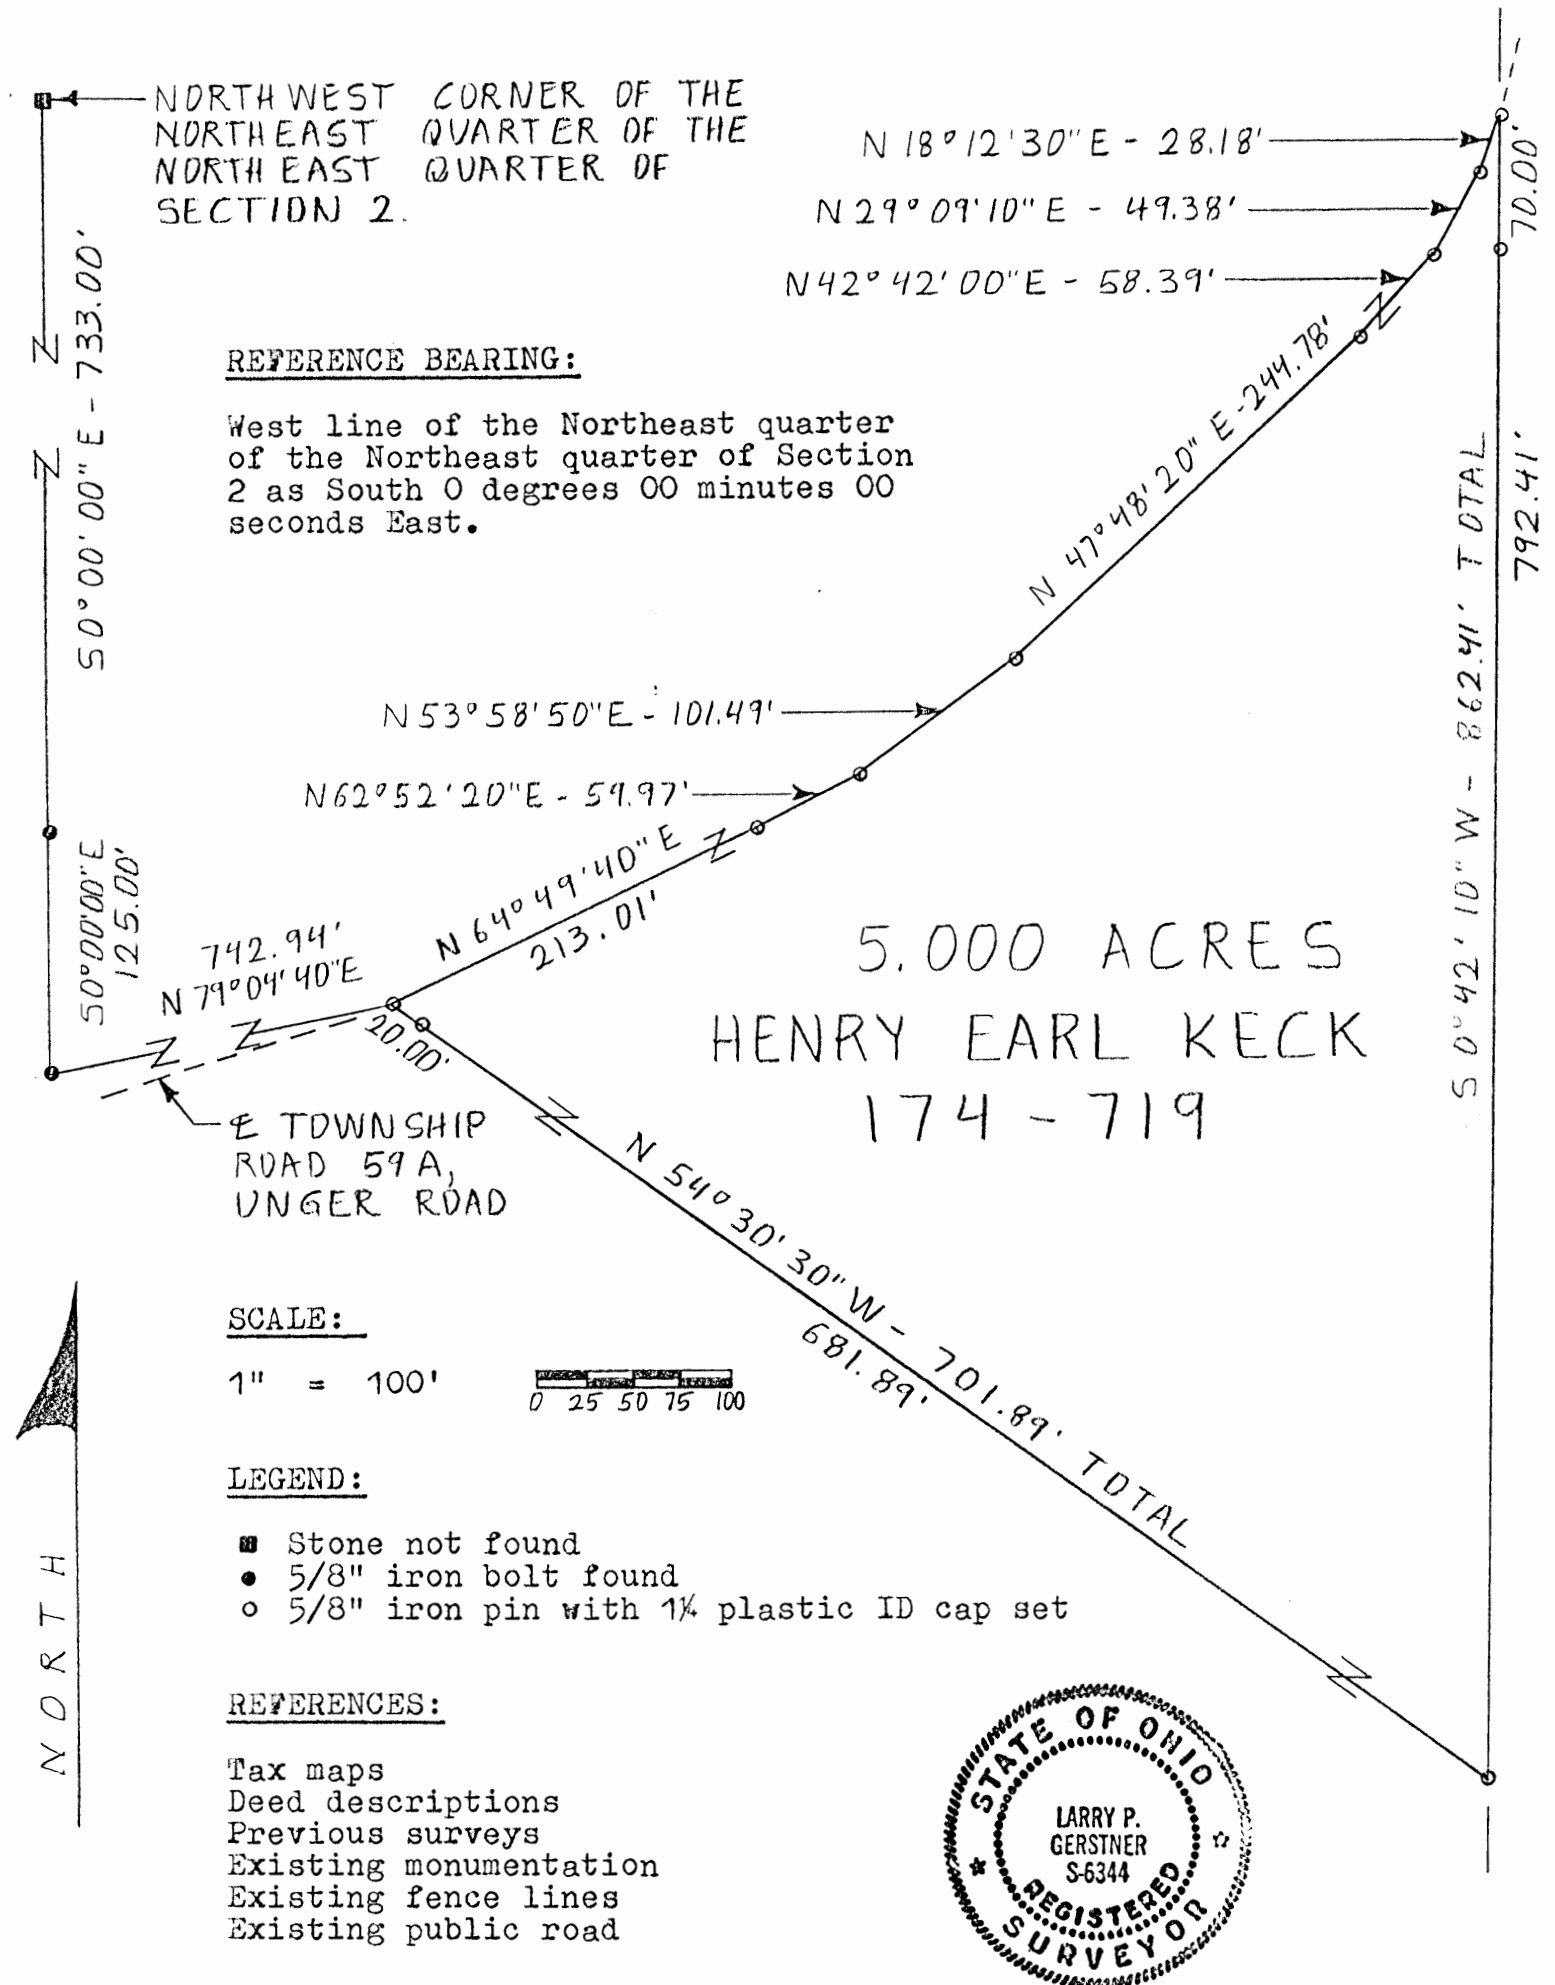 NORTHWEST CORNER OF THE
NORTHEAST QUARTER OF THE
NORTHEAST QUARTER OF
SECTION 2.
N 18° 12' 30" E - 28.18'
N 29° 09' 10" E - 49.38'
N 42° 42' 00" E - 58.39'
70.00'
S 0° 00' 00" E - 733.00'
REFERENCE BEARING:
West line of the Northeast quarter
of the Northeast quarter of Section
2 as South 0 degrees 00 minutes 00
seconds East.
N 47° 48' 20" E - 244.78'
S 0° 42' 10" W - 862.41' TOTAL
792.41'
N 53° 58' 50" E - 101.49'
N 62° 52' 20" E - 59.97'
S 0° 00' 00" E
125.00'
742.94'
N 79° 04' 40" E
N 64° 49' 40" E
213.01'
20.00'
5.000 ACRES
HENRY EARL KECK
174 - 719
℄ TOWNSHIP
ROAD 59A,
UNGER ROAD
N 54° 30' 30" W - 701.89' TOTAL
681.89'
SCALE:
1" = 100'
0 25 50 75 100
LEGEND:
Stone not found
5/8" iron bolt found
5/8" iron pin with 1¼ plastic ID cap set
NORTH
REFERENCES:
Tax maps
Deed descriptions
Previous surveys
Existing monumentation
Existing fence lines
Existing public road
STATE OF OHIO
LARRY P.
GERSTNER
S-6344
REGISTERED
SURVEYOR